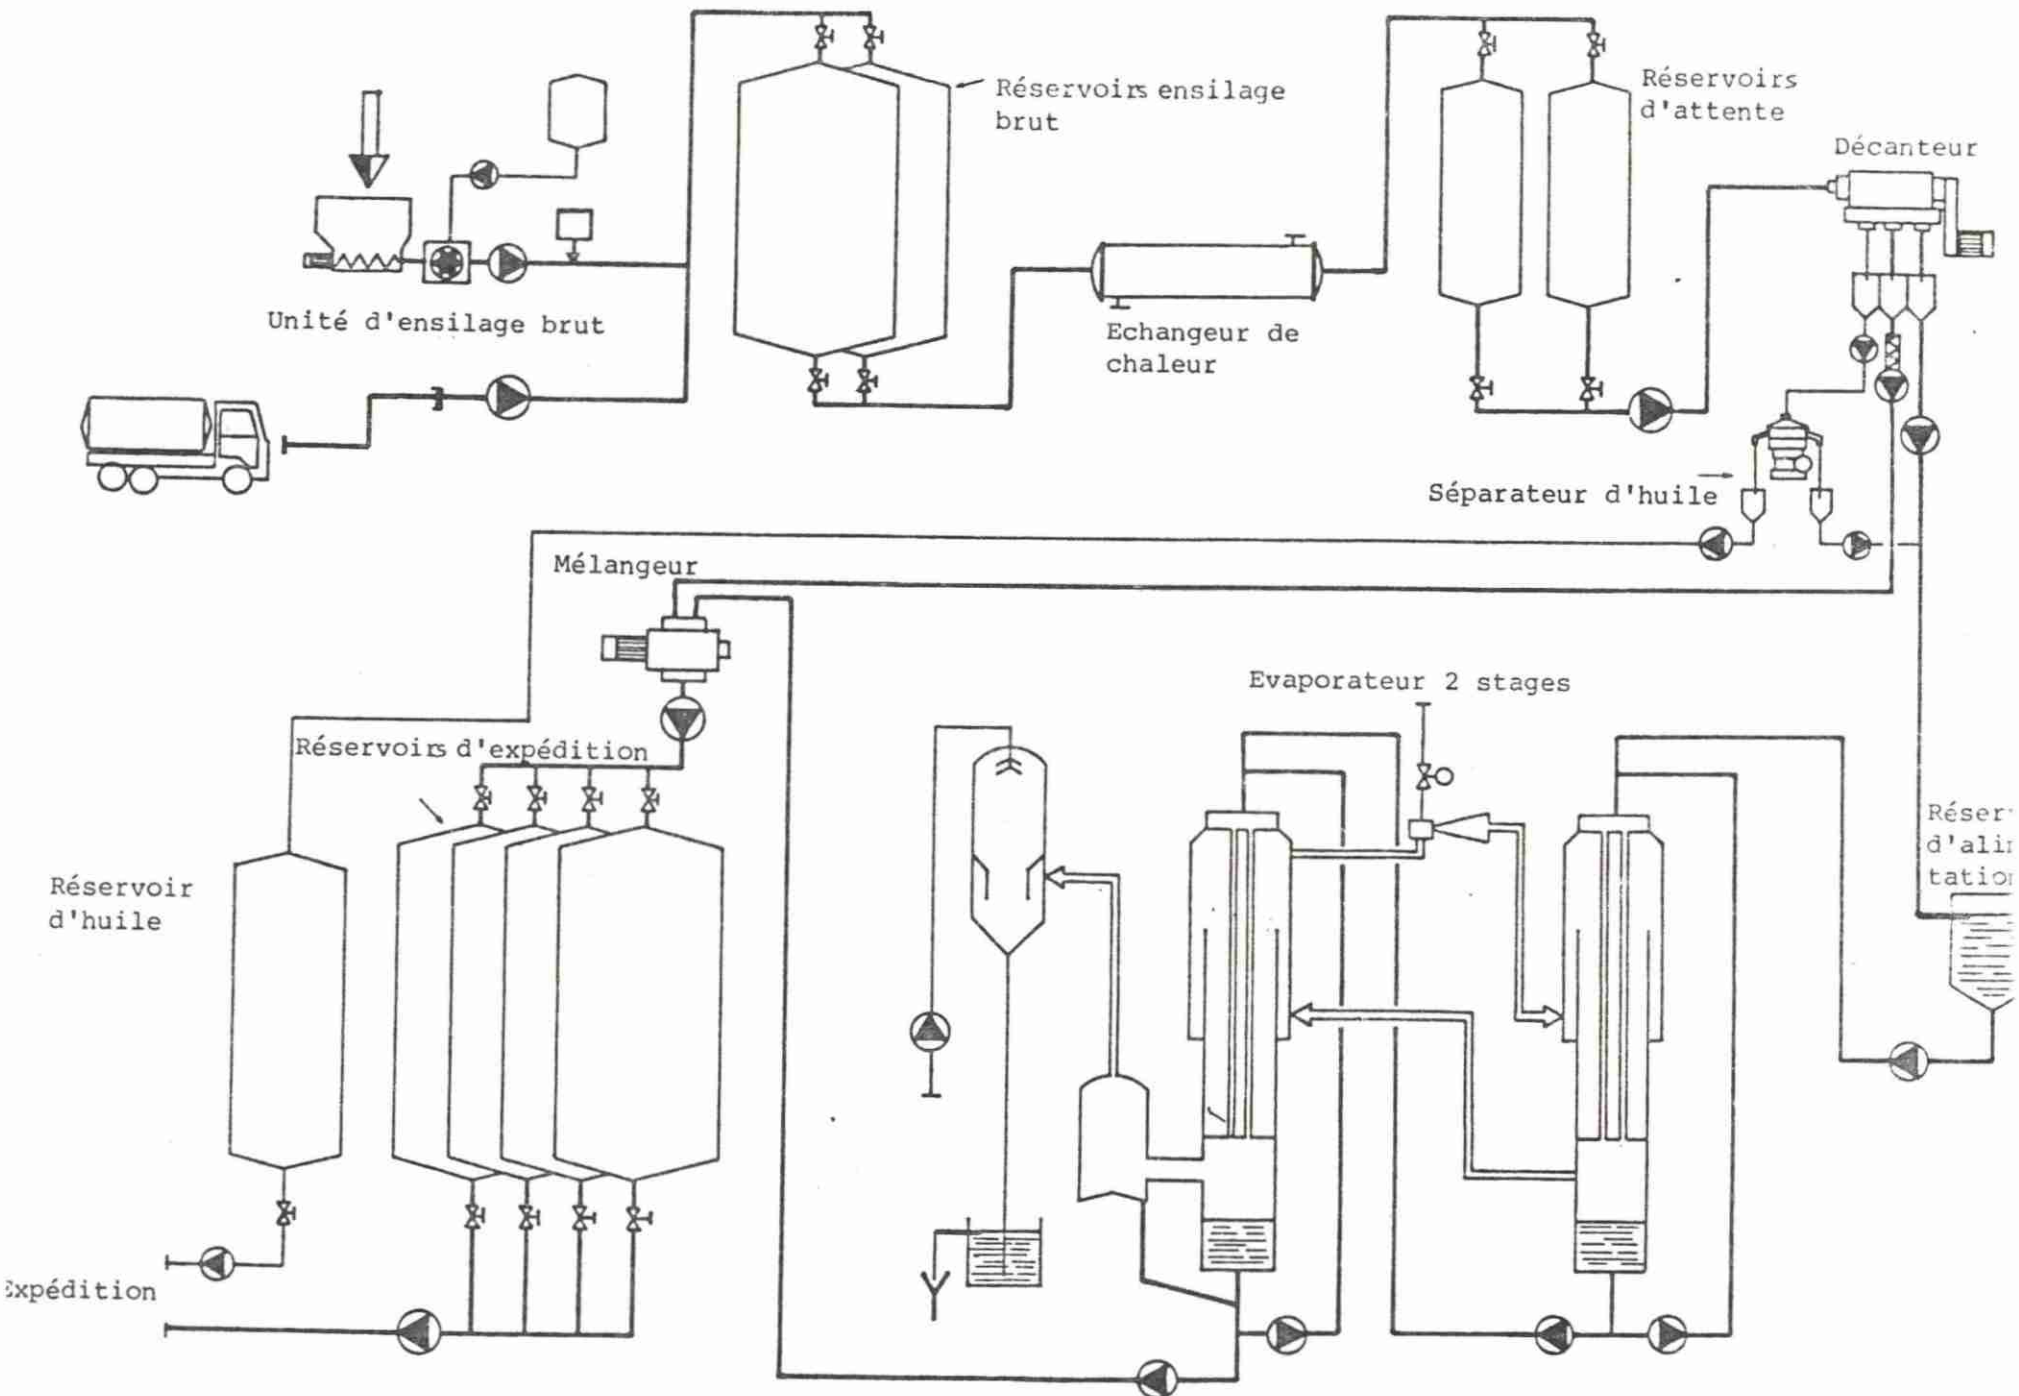 Réservoirs ensilage
brut
Réservoirs
d'attente
Décanteur
Unité d'ensilage brut
Echangeur de
chaleur
Séparateur d'huile
Mélangeur
Evaporateur 2 stages
Réservoirs d'expédition
Réservoir
d'huile